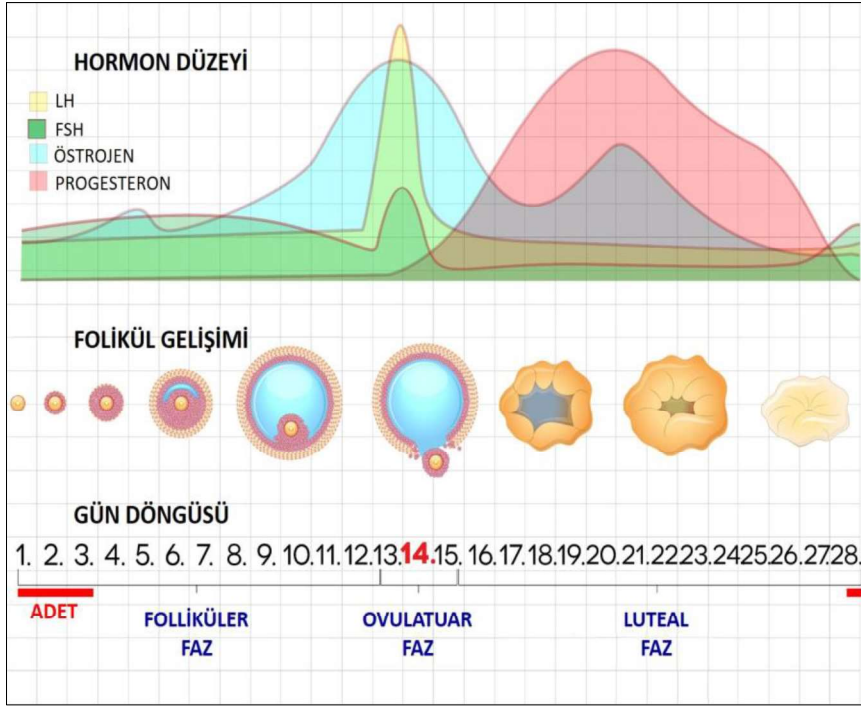 HORMON DÜZEYİ
LH
FSH
ÖSTROJEN
PROGESTERON
FOLİKÜL GELİŞİMİ
GÜN DÖNGÜSÜ
1. 2. 3. 4. 5. 6. 7. 8. 9. 10. 11. 12. 13. 14. 15. 16. 17. 18. 19. 20. 21. 22. 23. 24 25. 26. 27. 28.
ADET
FOLLİKÜLER
FAZ
OVULATUAR
FAZ
LUTEAL
FAZ